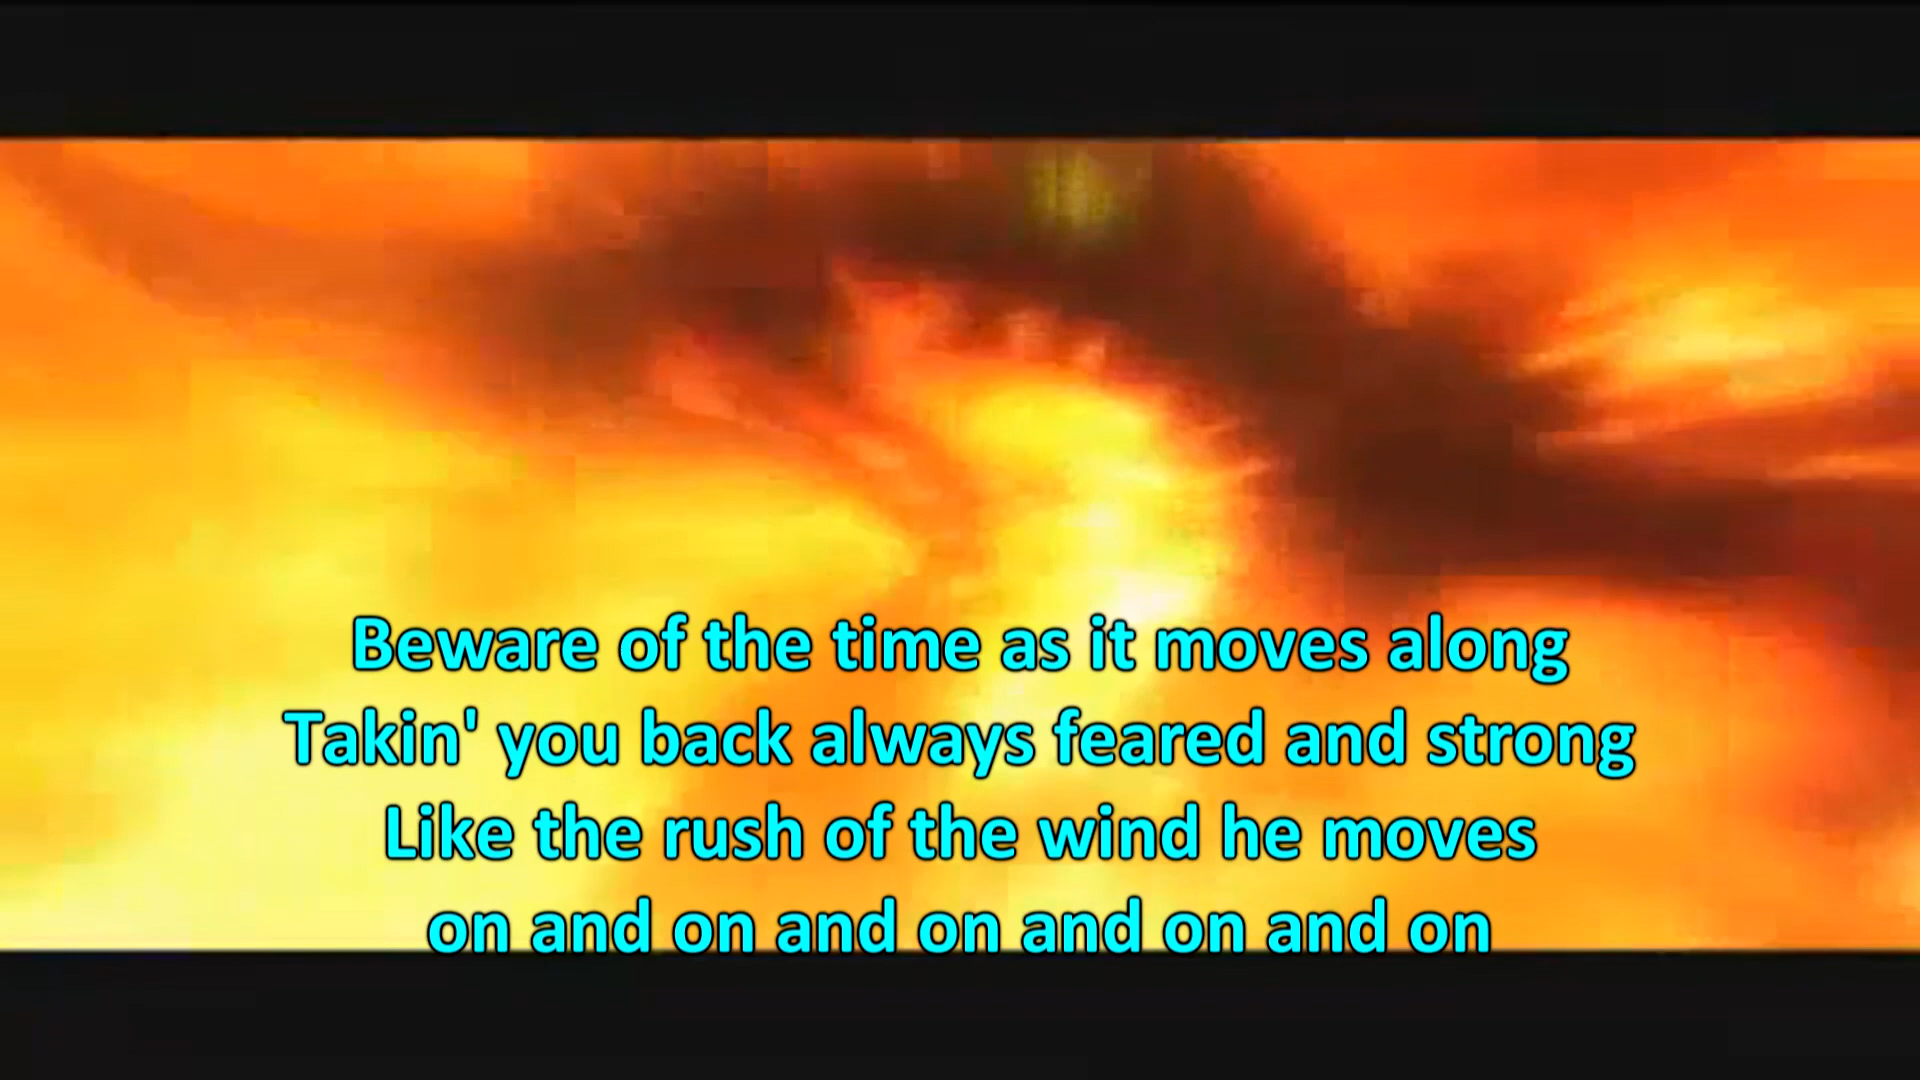 Beware of the time as it moves along
Takin' you back always feared and strong
Like the rush of the wind he moves
on and on and on and on and on